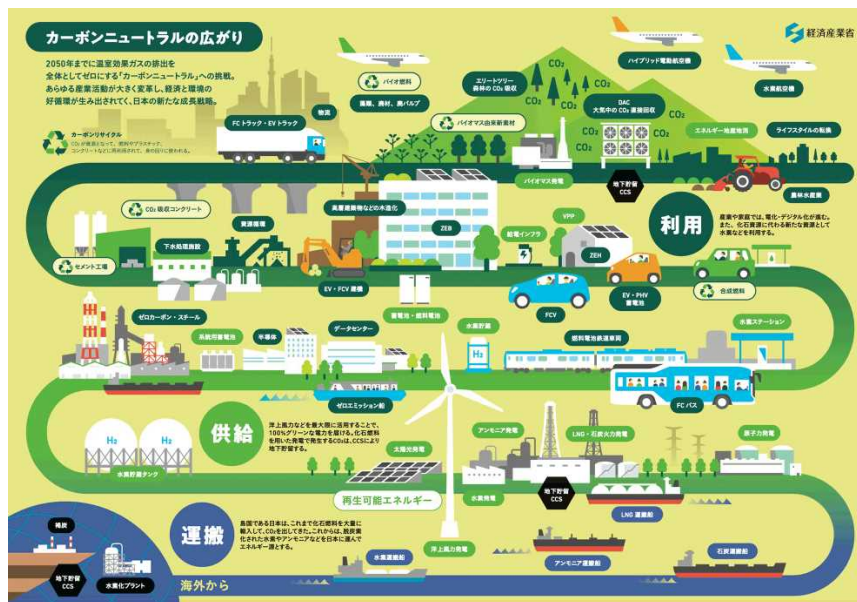 カーボンニュートラルの広がり
経済産業省
2050年までに温室効果ガスの排出を
全体としてゼロにする「カーボンニュートラル」への挑戦。
あらゆる産業活動が大きく変革し、経済と環境の
好循環が生み出されてく、日本の新たな成長戦略。
カーボンリサイクル
CO₂が資源となって、燃料やプラスチック、
コンクリートなどに再利用されて、身の回りに使われる。
物流
FCトラック・EVトラック
バイオ燃料
藻類、廃材、廃パルプ
エリートツリー
森林のCO₂吸収
CO₂
CO₂
CO₂
CO₂
CO₂
CO₂
ハイブリッド電動航空機
水素航空機
DAC
大気中のCO₂直接回収
CO₂
CO₂
バイオマス由来新素材
エネルギー地産地消
ライフスタイルの転換
バイオマス発電
地下貯留
CCS
農林水産業
CO₂吸収コンクリート
資源循環
高層建築物などの木造化
ZEB
給電インフラ
VPP
ZEH
利用
産業や家庭では、電化・デジタル化が進む。
また、化石資源に代わる新たな資源として
水素などを利用する。
セメント工場
下水処理施設
EV・FCV建機
蓄電池・燃料電池
FCV
EV・PHV
蓄電池
合成燃料
ゼロカーボン・スチール
系統用蓄電池
半導体
データセンター
水素貯蔵
H₂
燃料電池鉄道車両
水素ステーション
ゼロエミッション船
FCバス
供給
洋上風力などを最大限に活用することで、
100%グリーンな電力を届ける。化石燃料
を用いた発電で発生するCO₂は、CCSにより
地下貯留する。
H₂
H₂
水素貯蔵タンク
太陽光発電
再生可能エネルギー
アンモニア発電
LNG・石炭火力発電
原子力発電
水素発電
地下貯留
CCS
LNG運搬船
洋上風力発電
運搬
島国である日本は、これまで化石燃料を大量に
輸入して、CO₂を出してきた。これからは、脱炭素
化された水素やアンモニアなどを日本に運んで
エネルギー源とする。
褐炭
地下貯留
CCS
水素化プラント
海外から
水素運搬船
アンモニア運搬船
石炭運搬船